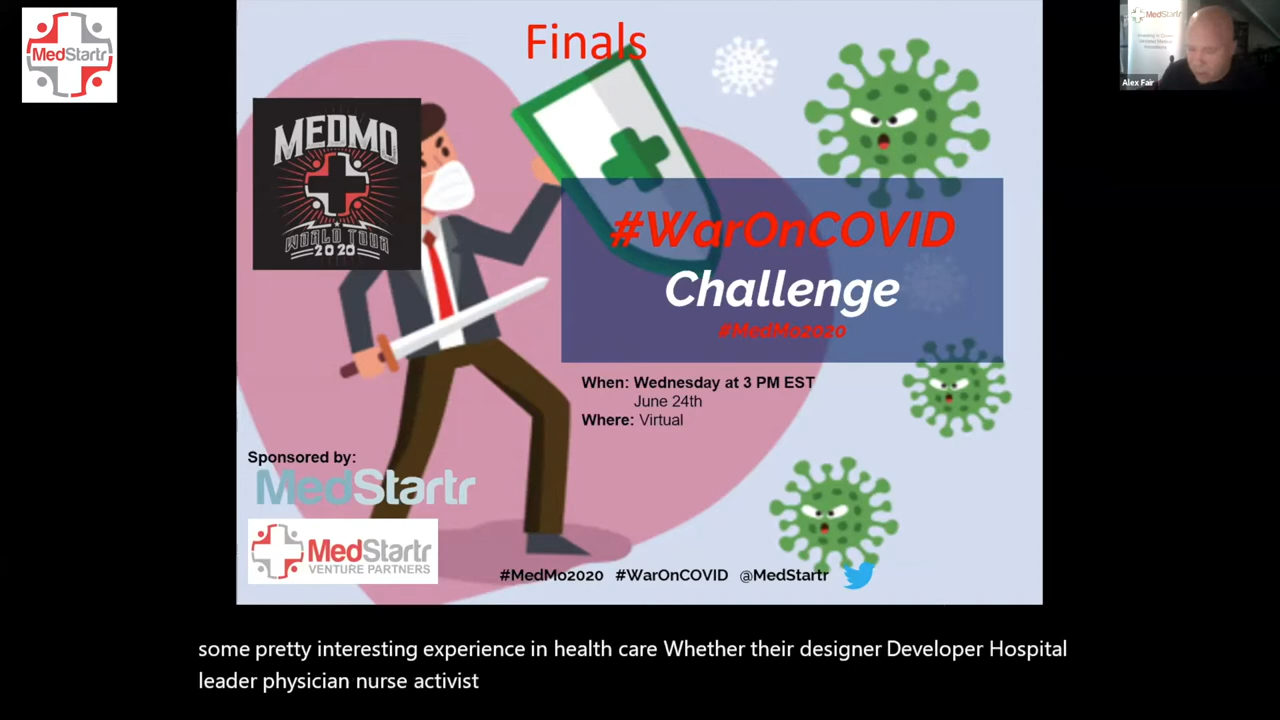 MedStartr
Finals
MEDMO
WORLD TOUR
2020
#WarOnCOVID
Challenge
#MedMo2020
When: Wednesday at 3 PM EST
June 24th
Where: Virtual
Sponsored by:
MedStartr
MedStartr
VENTURE PARTNERS
#MedMo2020 #WarOnCOVID @MedStartr
MedStartr
Alex Fair
some pretty interesting experience in health care Whether their designer Developer Hospital
leader physician nurse activist